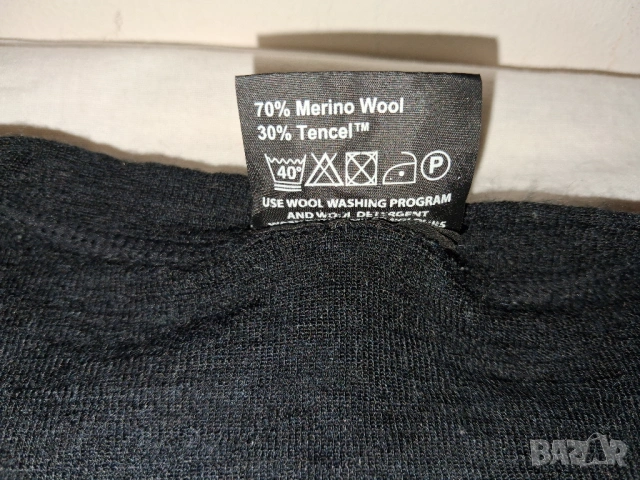 70% Merino Wool
30% Tencel™
40° P
USE WOOL WASHING PROGRAM
AND WOOL DETERGENT
BAZAR